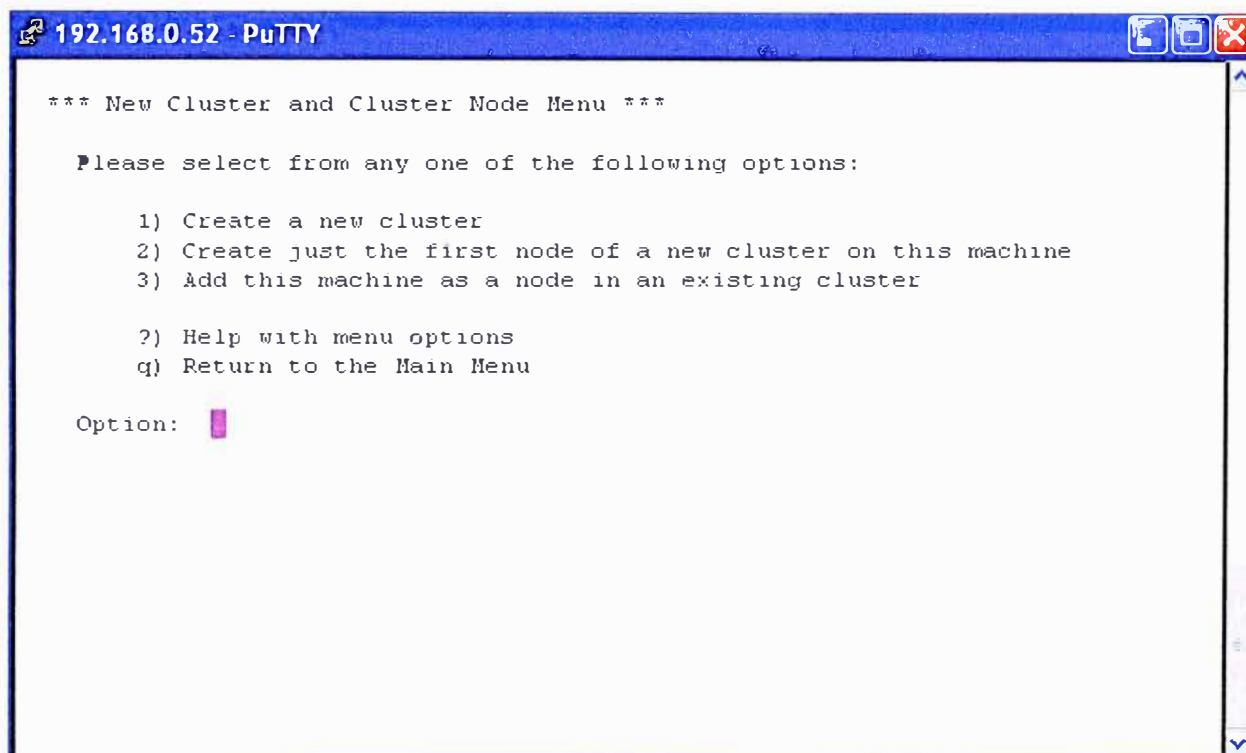 192.168.0.52 - PuTTY
*** New Cluster and Cluster Node Menu ***
Please select from any one of the following options:
1) Create a new cluster
2) Create just the first node of a new cluster on this machine
3) Add this machine as a node in an existing cluster
?) Help with menu options
q) Return to the Main Menu
Option: